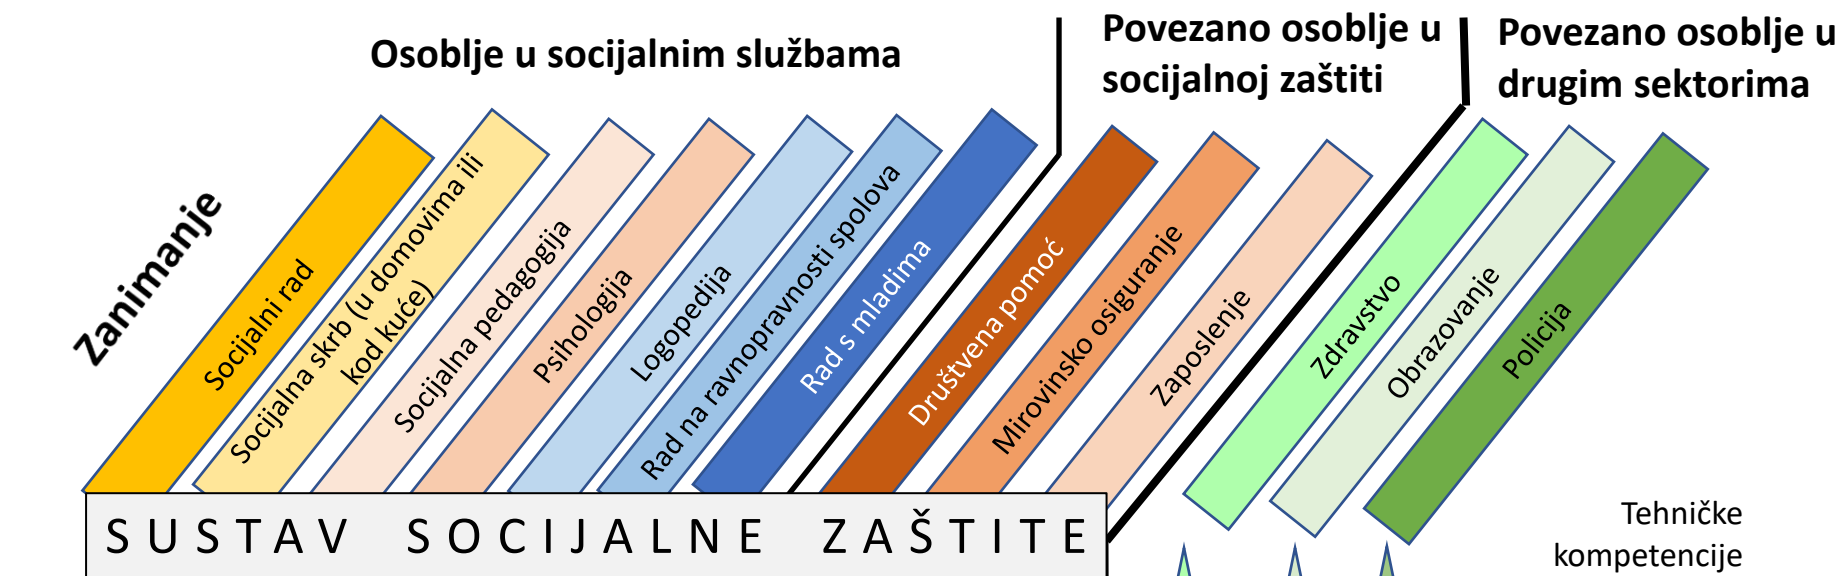 Osoblje u socijalnim službama
Povezano osoblje u
socijalnoj zaštiti
Povezano osoblje u
drugim sektorima
Zanimanje
Socijalni rad
Socijalna skrb (u domovima ili
kod kuće)
Socijalna pedagogija
Psihologija
Logopedija
Rad na ravnopravnosti spolova
Rad s mladima
Društvena pomoć
Mirovinsko osiguranje
Zaposlenje
Zdravstvo
Obrazovanje
Policija
SUSTAV SOCIJALNE ZAŠTITE
Tehničke
kompetencije